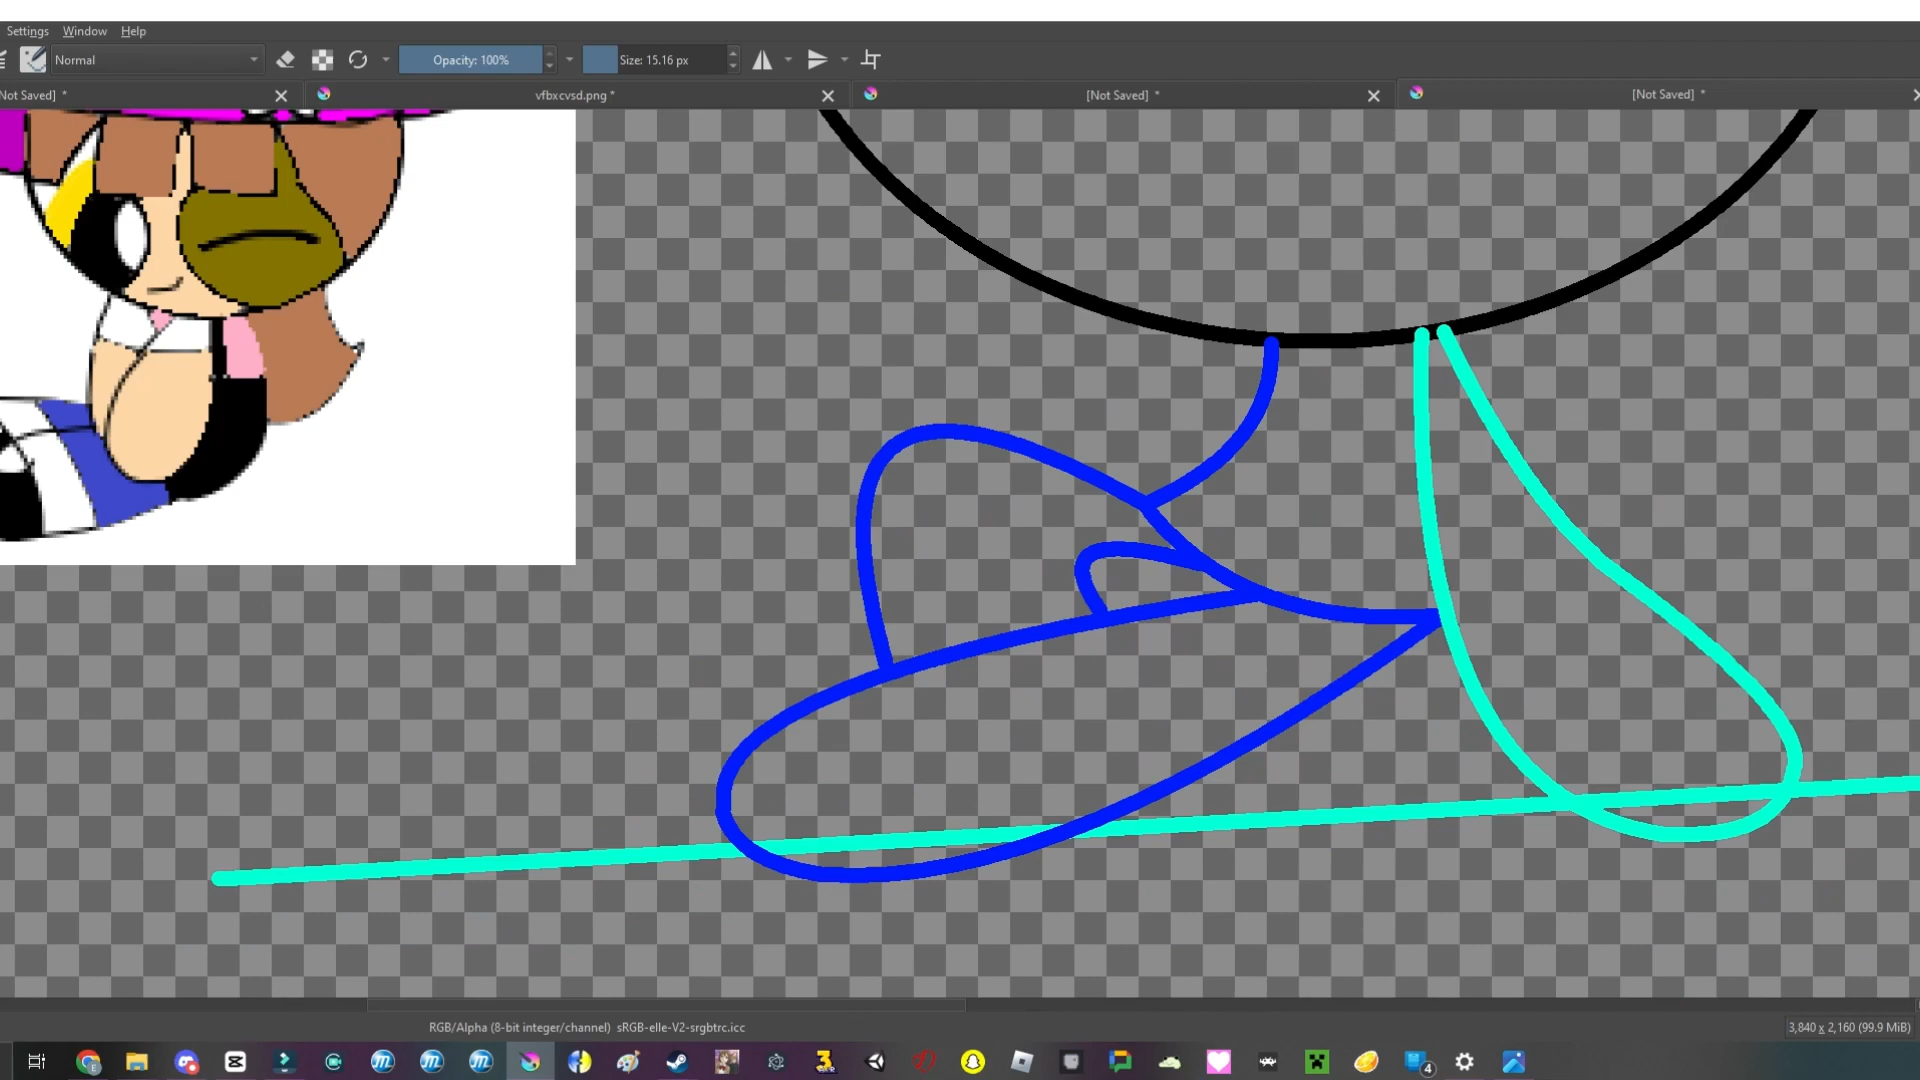 Settings Window Help
Normal Opacity: 100% Size: 15.16 px
Not Saved] * vfbxcvsd.png * [Not Saved] * [Not Saved] *
RGB/Alpha (8-bit integer/channel) sRGB-elle-V2-srgbtrc.icc 3,840 x 2,160 (99.9 MiB)
4